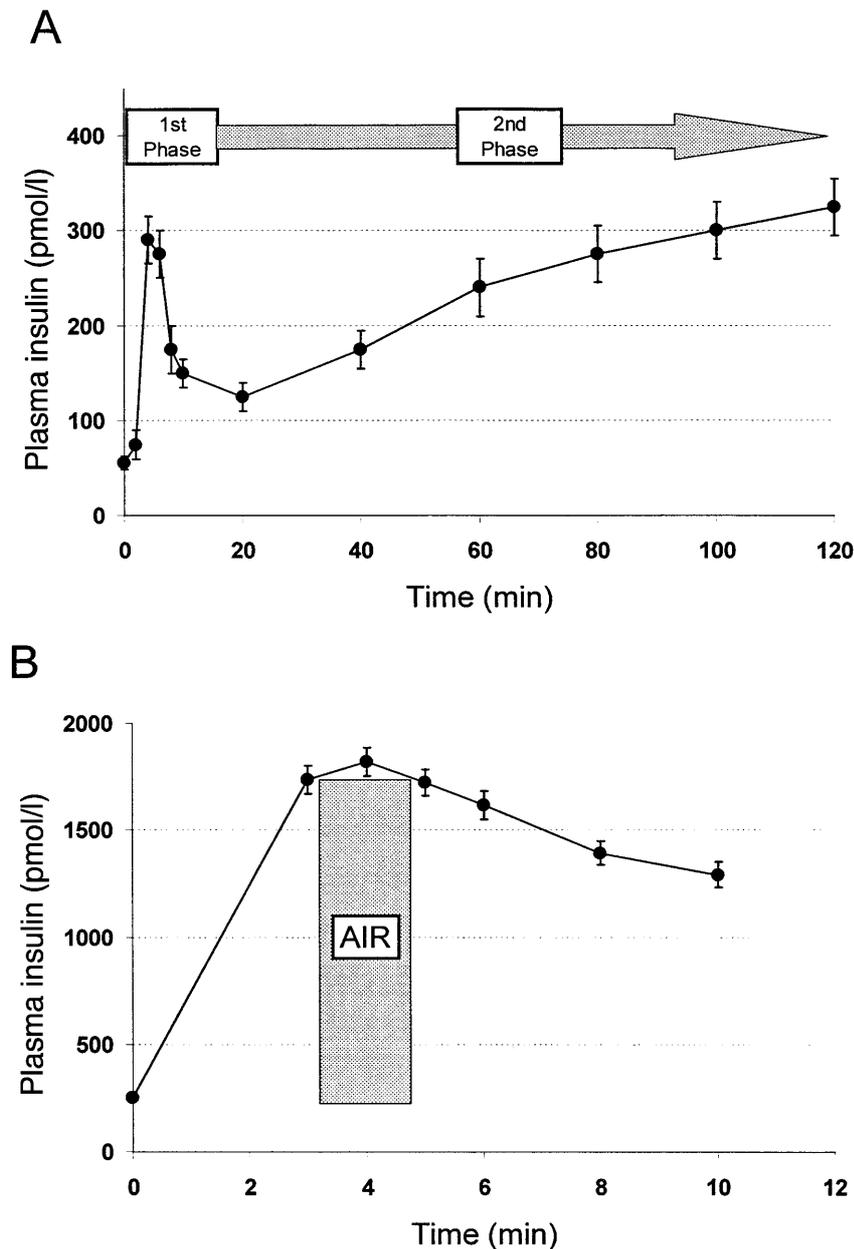 A
1st
Phase
2nd
Phase
Plasma insulin (pmol/l)
400
300
200
100
0
0 20 40 60 80 100 120
Time (min)
B
Plasma insulin (pmol/l)
2000
1500
1000
500
0
AIR
0 2 4 6 8 10 12
Time (min)